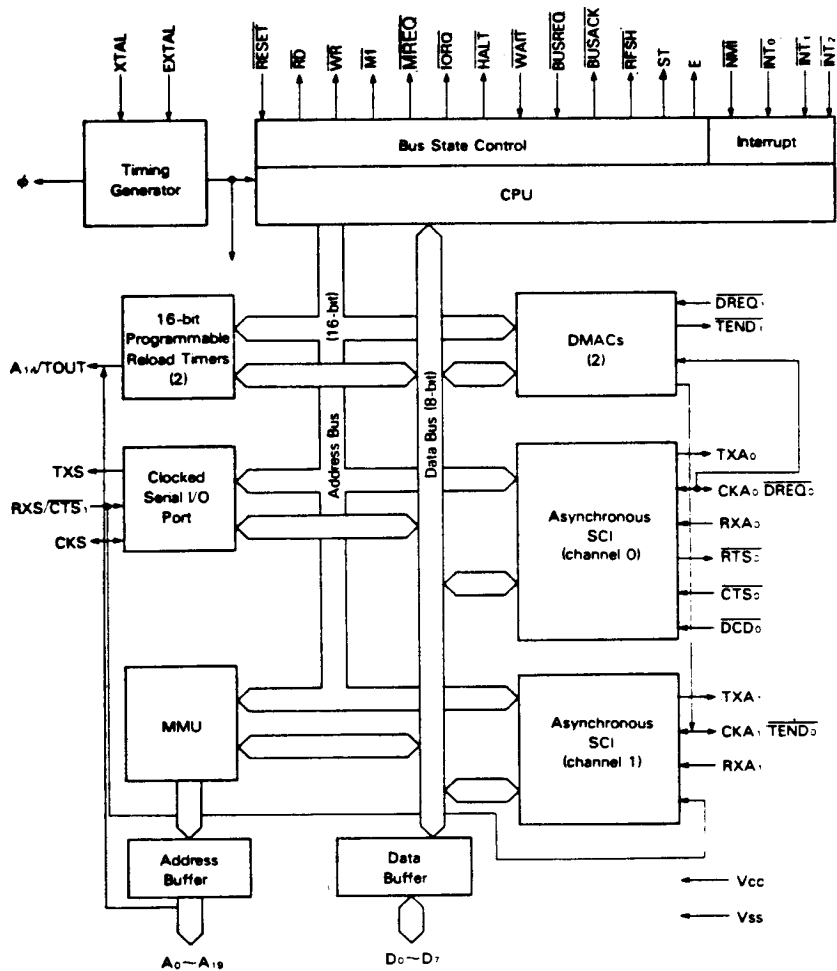 XTAL
EXTAL
RESET
RD
WR
M1
MREQ
IORQ
HALT
WAIT
BUSREQ
BUSACK
RFSH
ST
E
NMI
INT₀
INT₁
INT₂
Timing
Generator
ϕ
Bus State Control
Interrupt
CPU
16-bit
Programmable
Reload Timers
(2)
A₁₈/TOUT
(16-bit)
Address Bus
Data Bus (8-bit)
DMACs
(2)
DREQ₁
TEND₁
TXS
RXS/CTS₁
CKS
Clocked
Serial I/O
Port
Asynchronous
SCI
(channel 0)
TXA₀
CKA₀ DREQ₀
RXA₀
RTS₀
CTS₀
DCD₀
MMU
Asynchronous
SCI
(channel 1)
TXA₁
CKA₁ TEND₀
RXA₁
Address
Buffer
Data
Buffer
Vcc
Vss
A₀~A₁₉
D₀~D₇